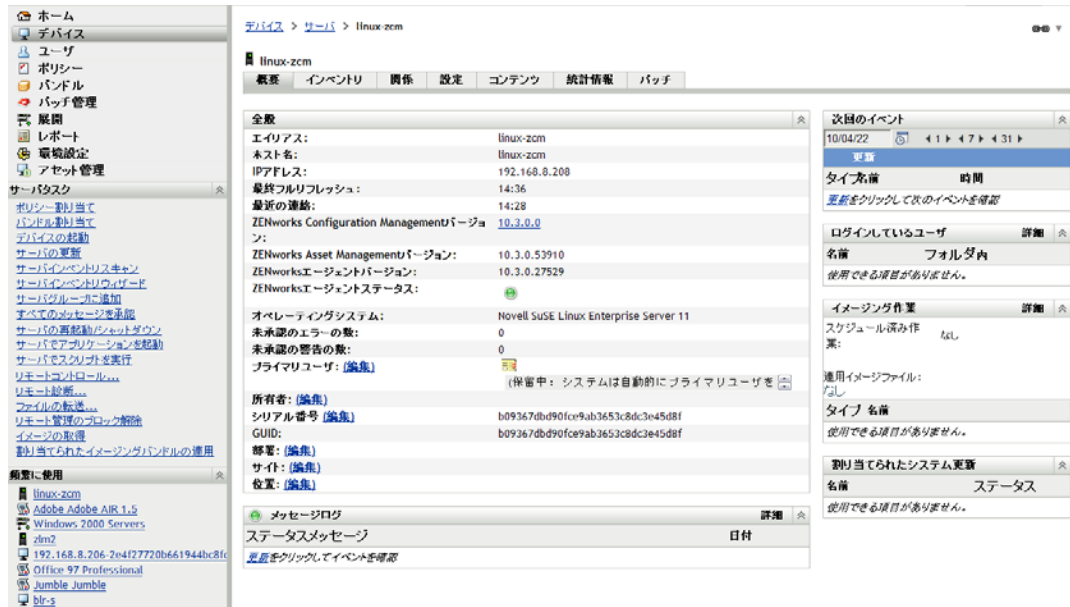 ホーム
デバイス
ユーザ
ポリシー
バンドル
パッチ管理
展開
レポート
環境設定
アセット管理
サーバタスク
ポリシー割り当て
バンドル割り当て
デバイスの起動
サーバの更新
サーバインベントリスキャン
サーバインベントリウィザード
サーバグループに追加
すべてのメッセージを承認
サーバの再起動/シャットダウン
サーバでアプリケーションを起動
サーバでスクリプトを実行
リモートコントロール...
リモート診断...
ファイルの転送...
リモート管理のブロック解除
イメージの取得
割り当てられたイメージングバンドルの適用
頻繁に使用
linux-zcm
Adobe Adobe AIR 1.5
Windows 2000 Servers
zlm2
192.168.8.206-2e4f27720b661944bc8fc
Office 97 Professional
Jumble Jumble
blr-s
デバイス > サーバ > linux-zcm
linux-zcm
概要 インベントリ 関係 設定 コンテンツ 統計情報 パッチ
全般
エイリアス: linux-zcm
ホスト名: linux-zcm
IPアドレス: 192.168.8.208
最終フルリフレッシュ: 14:36
最近の連絡: 14:28
ZENworks Configuration Managementバージョン: 10.3.0.0
ZENworks Asset Managementバージョン: 10.3.0.53910
ZENworksエージェントバージョン: 10.3.0.27529
ZENworksエージェントステータス:
オペレーティングシステム: Novell SuSE Linux Enterprise Server 11
未承認のエラーの数: 0
未承認の警告の数: 0
プライマリユーザ: (編集)
(保留中: システムは自動的にプライマリユーザを
所有者: (編集)
シリアル番号 (編集) b09367dbd90fce9ab3653c8dc3e45d8f
GUID: b09367dbd90fce9ab3653c8dc3e45d8f
部署: (編集)
サイト: (編集)
位置: (編集)
メッセージログ 詳細
ステータスメッセージ 日付
更新をクリックしてイベントを確認
次回のイベント
10/04/22 1 7 31
更新
タイプ 名前 時間
更新をクリックして次のイベントを確認
ログインしているユーザ 詳細
名前 フォルダ内
使用できる項目がありません。
イメージング作業 詳細
スケジュール済み作業: なし
適用イメージファイル:
なし
タイプ 名前
使用できる項目がありません。
割り当てられたシステム更新
名前 ステータス
使用できる項目がありません。